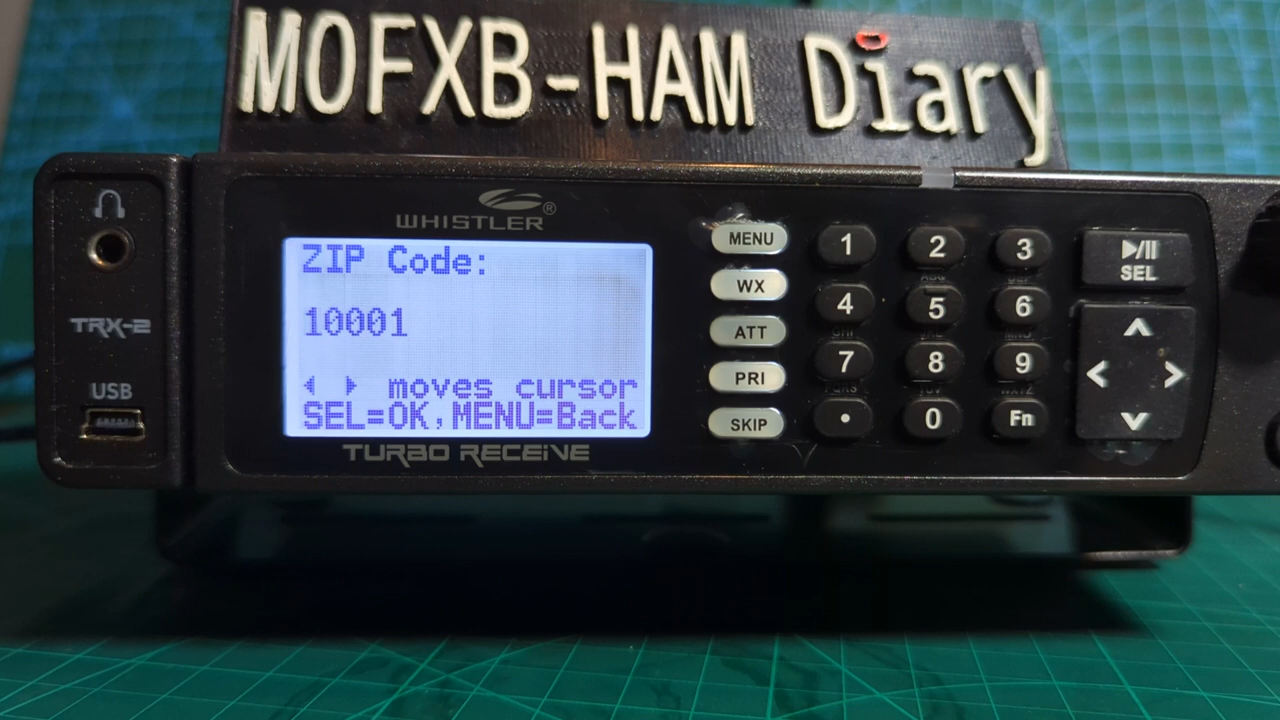 M0FXB-HAM Diary
WHISTLER®
ZIP Code:
10001
moves cursor
SEL=OK,MENU=Back
TURBO RECEIVE
TRX-2
USB
MENU
WX
ATT
PRI
SKIP
1 2 3
4 5 6
7 8 9
• 0 Fn
SEL